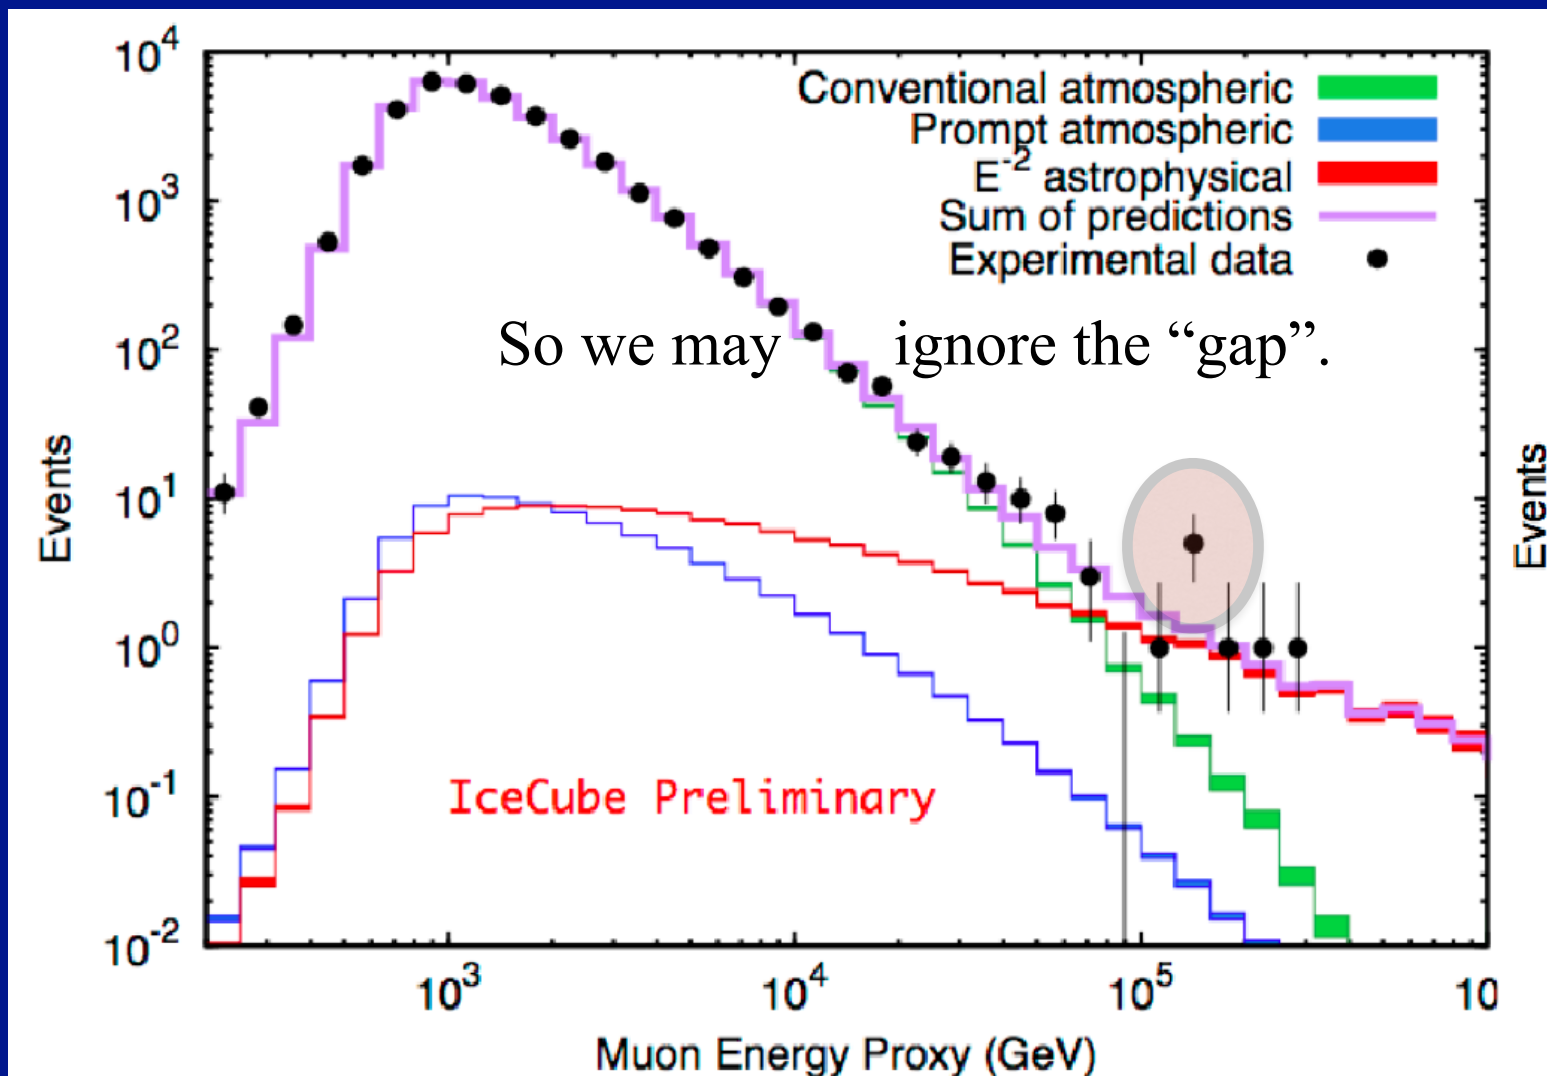 10^4
10^3
10^2
10^1
10^0
10^-1
10^-2
Events
Conventional atmospheric
Prompt atmospheric
E^-2 astrophysical
Sum of predictions
Experimental data
So we may ignore the “gap”.
IceCube Preliminary
Events
10^3
10^4
10^5
10
Muon Energy Proxy (GeV)